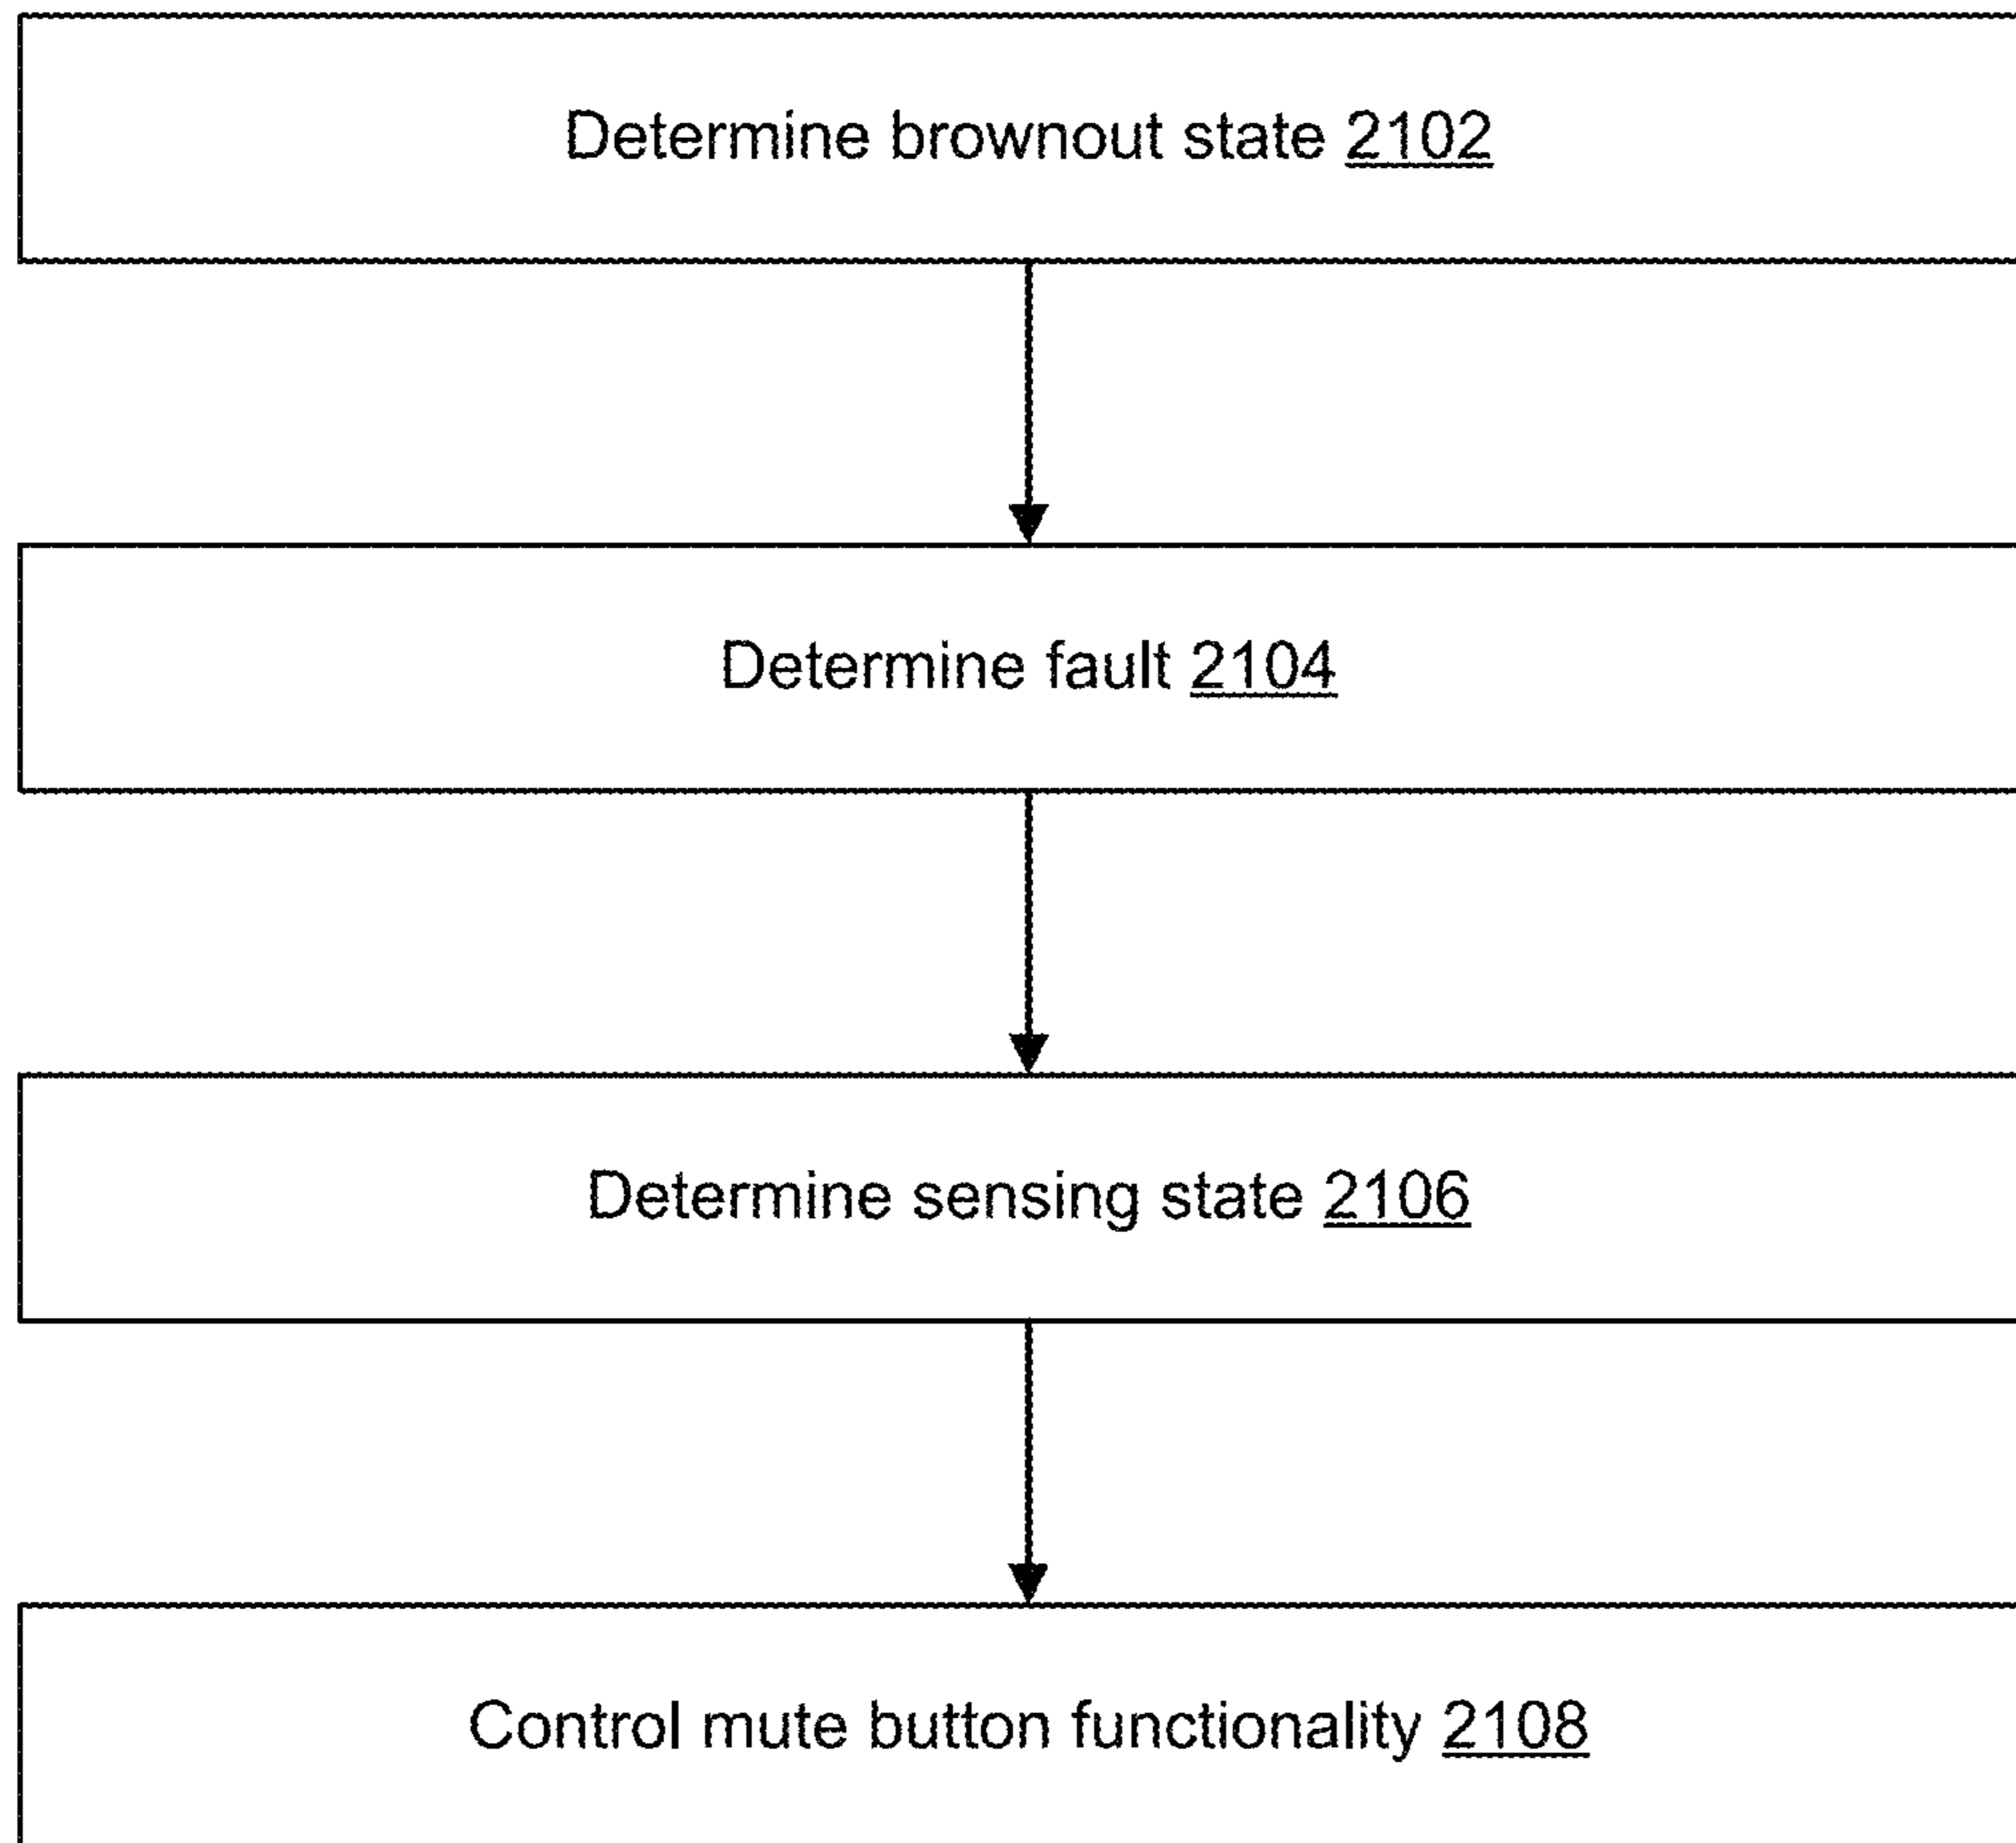 Determine brownout state 2102
Determine fault 2104
Determine sensing state 2106
Control mute button functionality 2108